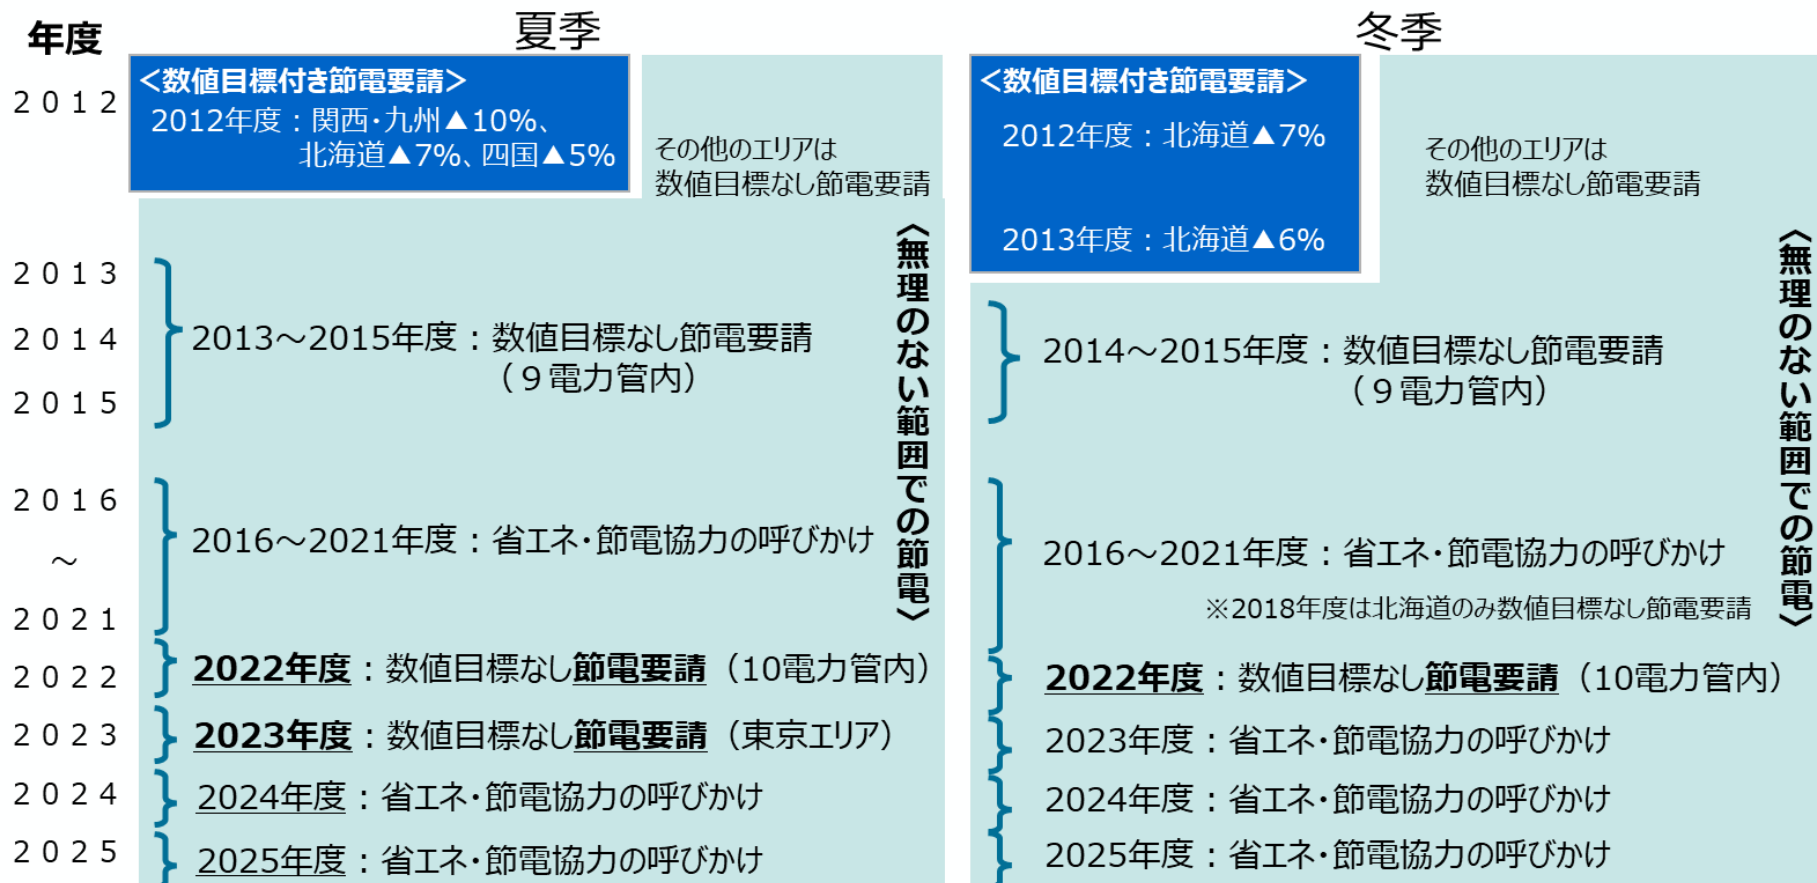 年度
夏季
冬季
2012
2013
2014
2015
2016
～
2021
2022
2023
2024
2025
＜数値目標付き節電要請＞
2012年度：関西・九州▲10%、
北海道▲7%、四国▲5%
その他のエリアは
数値目標なし節電要請
〈無理のない範囲での節電〉
2013～2015年度：数値目標なし節電要請
（９電力管内）
2016～2021年度：省エネ・節電協力の呼びかけ
2022年度：数値目標なし節電要請（10電力管内）
2023年度：数値目標なし節電要請（東京エリア）
2024年度：省エネ・節電協力の呼びかけ
2025年度：省エネ・節電協力の呼びかけ
＜数値目標付き節電要請＞
2012年度：北海道▲7%
2013年度：北海道▲6%
その他のエリアは
数値目標なし節電要請
〈無理のない範囲での節電〉
2014～2015年度：数値目標なし節電要請
（９電力管内）
2016～2021年度：省エネ・節電協力の呼びかけ
※2018年度は北海道のみ数値目標なし節電要請
2022年度：数値目標なし節電要請（10電力管内）
2023年度：省エネ・節電協力の呼びかけ
2024年度：省エネ・節電協力の呼びかけ
2025年度：省エネ・節電協力の呼びかけ